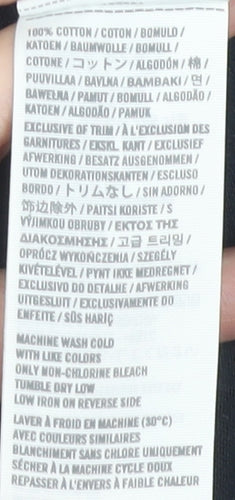 100% COTTON / COTON / BOMULD /
KATOEN / BAUMWOLLE / BOMULL /
COTONE / コットン / ALGODÓN / 棉 /
PUUVILLAA / BAVLNA / ΒΑΜΒΑΚΙ / 면 /
BAWEŁNA / PAMUT / BOMULL / ALGODÃO /
KATOEN / ALGODÃO / PAMUK
EXCLUSIVE OF TRIM / À L'EXCLUSION DES
GARNITURES / EKSKL. KANT / EXCLUSIEF
AFWERKING / BESATZ AUSGENOMMEN /
UTOM DEKORATIONSKANTEN / ESCLUSO
BORDO / トリムなし / SIN ADORNO /
饰边除外 / PAITSI KORISTE / S
VÝJIMKOU OBRUBY / ΕΚΤΟΣ ΤΗΣ
ΔΙΑΚΟΣΜΗΣΗΣ / 고급 트리밍 /
OPRÓCZ WYKOŃCZENIA / SZEGÉLY
KIVÉTELÉVEL / PYNT IKKE MEDREGNET /
EXCLUSIVO DO DETALHE / AFWERKING
UITGESLUIT / EXCLUSIVAMENTE DO
ENFEITE / SÜS HARİÇ
MACHINE WASH COLD
WITH LIKE COLORS
ONLY NON-CHLORINE BLEACH
TUMBLE DRY LOW
LOW IRON ON REVERSE SIDE
LAVER À FROID EN MACHINE (30°C)
AVEC COULEURS SIMILAIRES
BLANCHIMENT SANS CHLORE UNIQUEMENT
SÉCHER À LA MACHINE CYCLE DOUX
REPASSER À L'ENVERS À FAIBLE CHALEUR